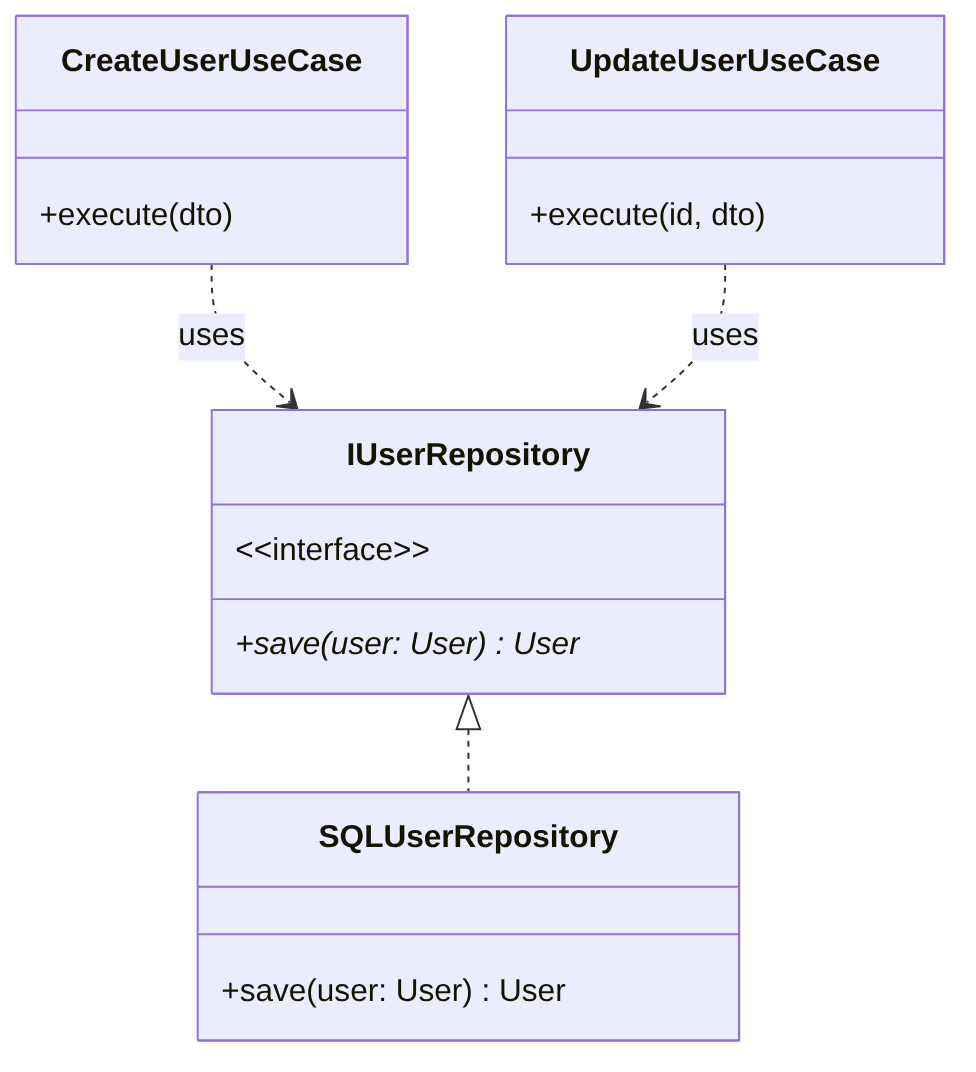 CreateUserUseCase
+execute(dto)
UpdateUserUseCase
+execute(id, dto)
uses
uses
IUserRepository
<<interface>>
+save(user: User) : User
SQLUserRepository
+save(user: User) : User